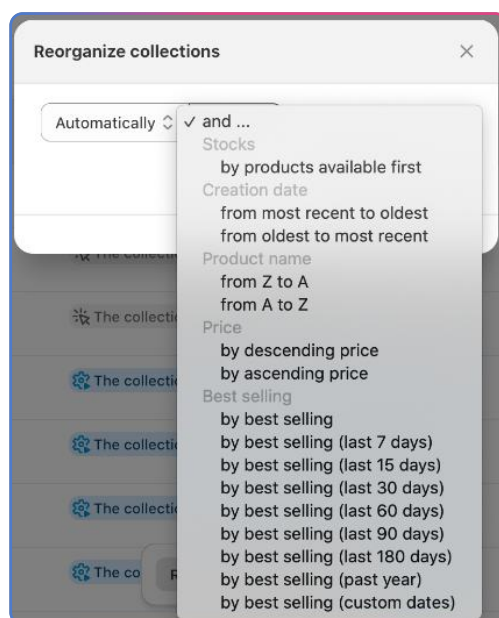 Reorganize collections
Automatically
and ...
Stocks
by products available first
Creation date
from most recent to oldest
from oldest to most recent
Product name
from Z to A
from A to Z
Price
by descending price
by ascending price
Best selling
by best selling
by best selling (last 7 days)
by best selling (last 15 days)
by best selling (last 30 days)
by best selling (last 60 days)
by best selling (last 90 days)
by best selling (last 180 days)
by best selling (past year)
by best selling (custom dates)
The collecti
The collecti
The collecti
The collecti
The co